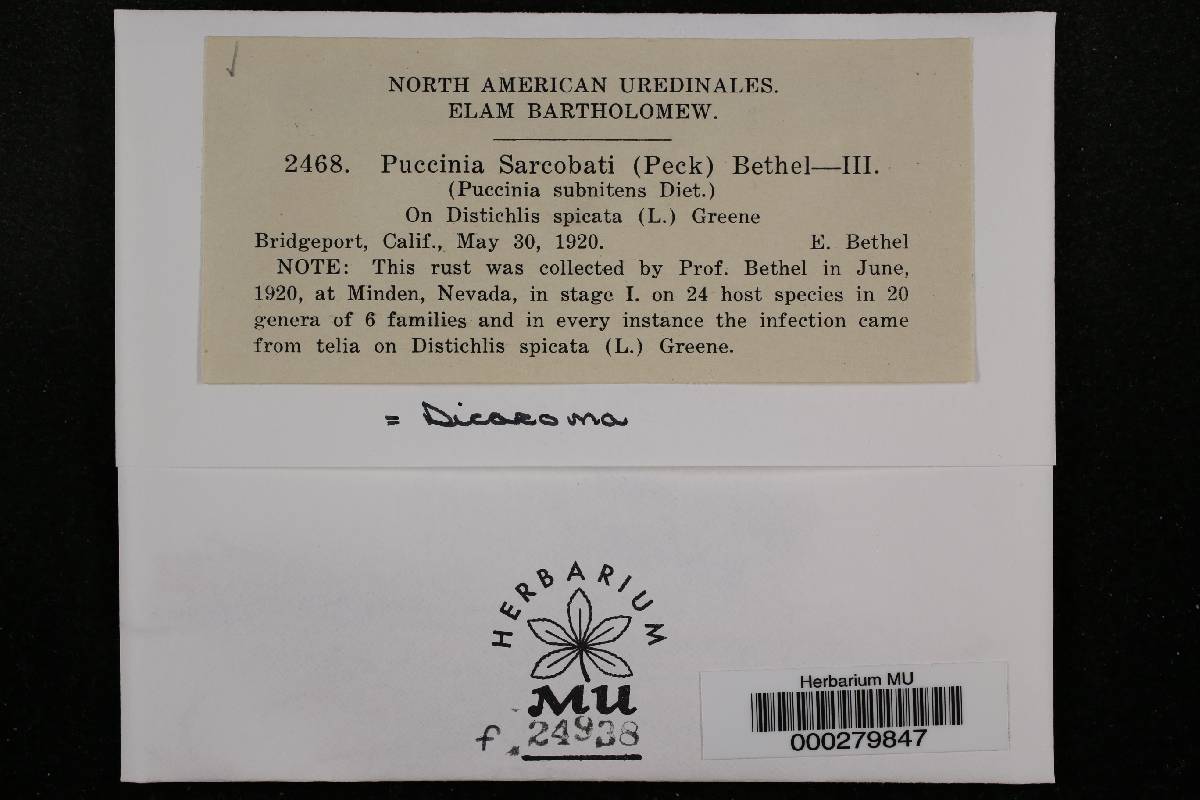 NORTH AMERICAN UREDINALES.
ELAM BARTHOLOMEW.
2468. Puccinia Sarcobati (Peck) Bethel—III.
(Puccinia subnitens Diet.)
On Distichlis spicata (L.) Greene
Bridgeport, Calif., May 30, 1920. E. Bethel
NOTE: This rust was collected by Prof. Bethel in June,
1920, at Minden, Nevada, in stage I. on 24 host species in 20
genera of 6 families and in every instance the infection came
from telia on Distichlis spicata (L.) Greene.
= Dicaeoma
HERBARIUM
MU
f. 24938
Herbarium MU
000279847